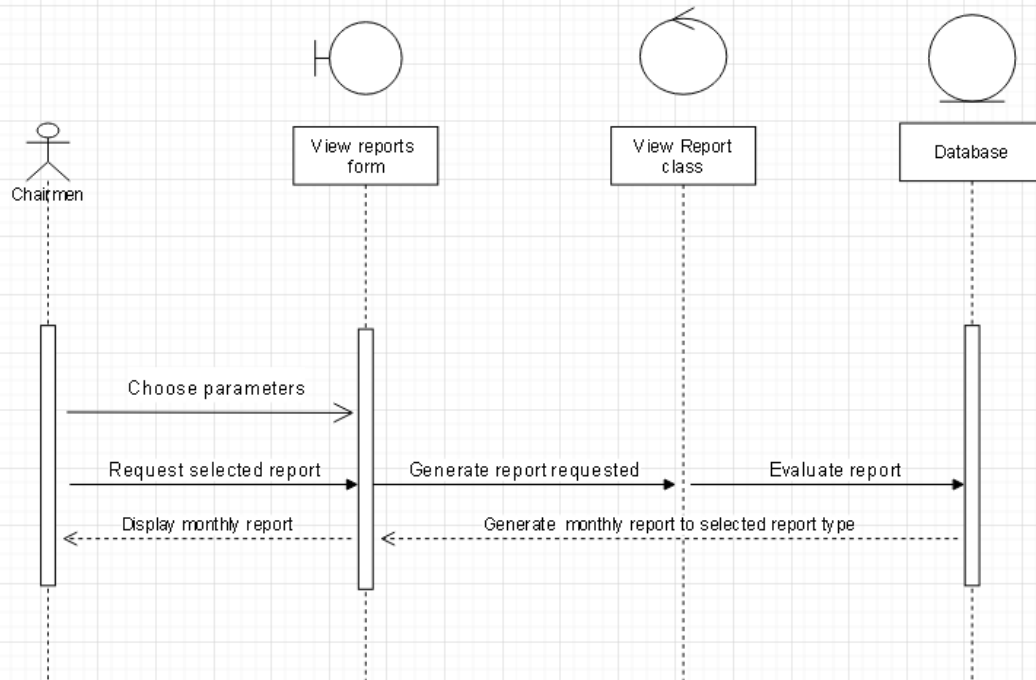 View reports
form
View Report
class
Database
Chairmen
Choose parameters
Request selected report
Generate report requested
Evaluate report
Display monthly report
Generate monthly report to selected report type